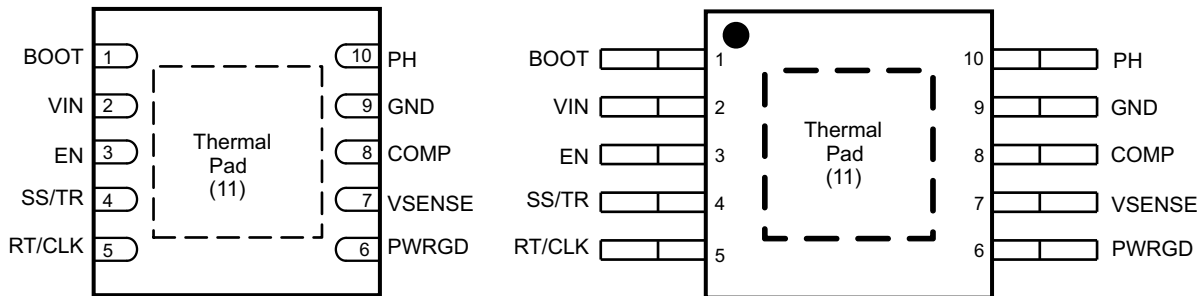 BOOT 1 10 PH
VIN 2 9 GND
EN 3 8 COMP
SS/TR 4 7 VSENSE
RT/CLK 5 6 PWRGD
Thermal
Pad
(11)
BOOT 1 10 PH
VIN 2 9 GND
EN 3 8 COMP
SS/TR 4 7 VSENSE
RT/CLK 5 6 PWRGD
Thermal
Pad
(11)